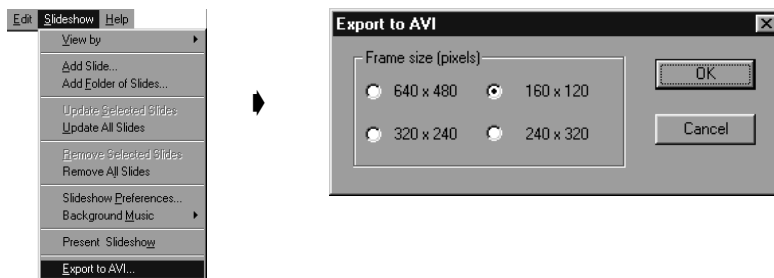 Edit Slideshow Help
View by
Add Slide...
Add Folder of Slides...
Update Selected Slides
Update All Slides
Remove Selected Slides
Remove All Slides
Slideshow Preferences...
Background Music
Present Slideshow
Export to AVI...
Export to AVI
Frame size (pixels)
640 x 480 160 x 120
320 x 240 240 x 320
OK
Cancel